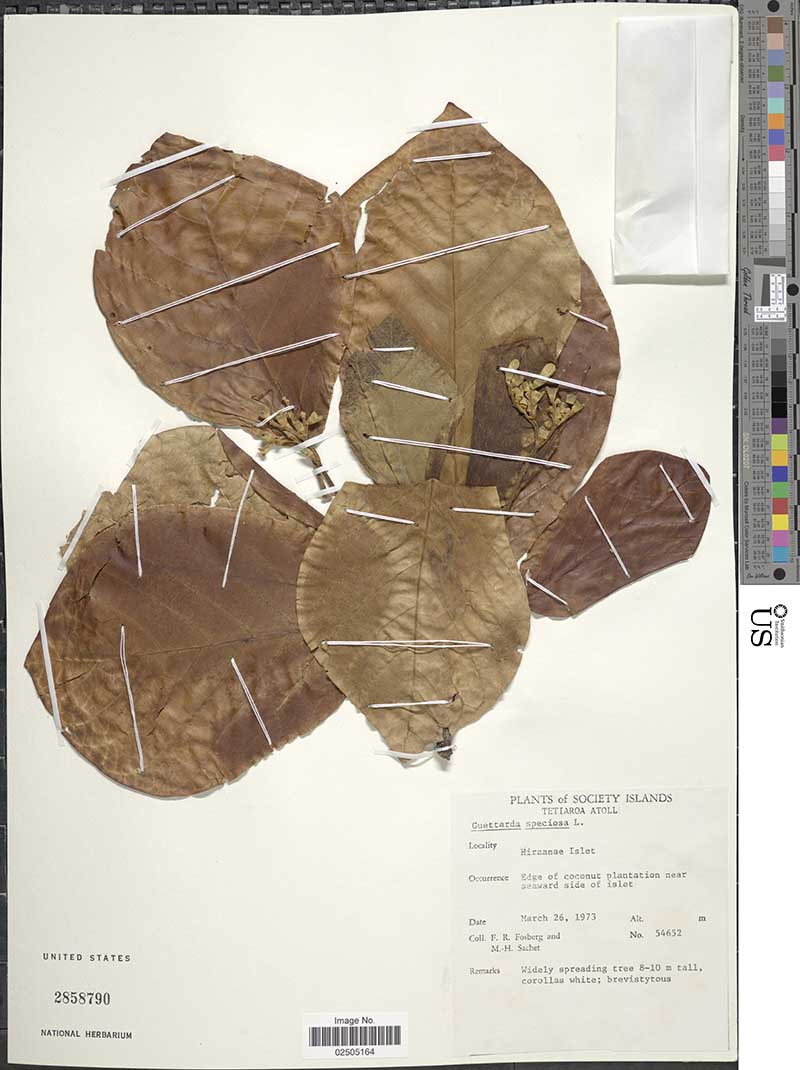 PLANTS of SOCIETY ISLANDS
TETIAROA ATOLL
Guettarda speciosa L.
Locality Hiraanae Islet
Occurrence Edge of coconut plantation near
seaward side of islet
Date March 26, 1973 Alt. m
Coll. F. R. Fosberg and No. 54652
M.-H. Sachet
Remarks Widely spreading tree 8-10 m tall,
corollas white; brevistytous
UNITED STATES
2858790
NATIONAL HERBARIUM
Image No.
02505164
Golden Thread
US
Smithsonian
Institution